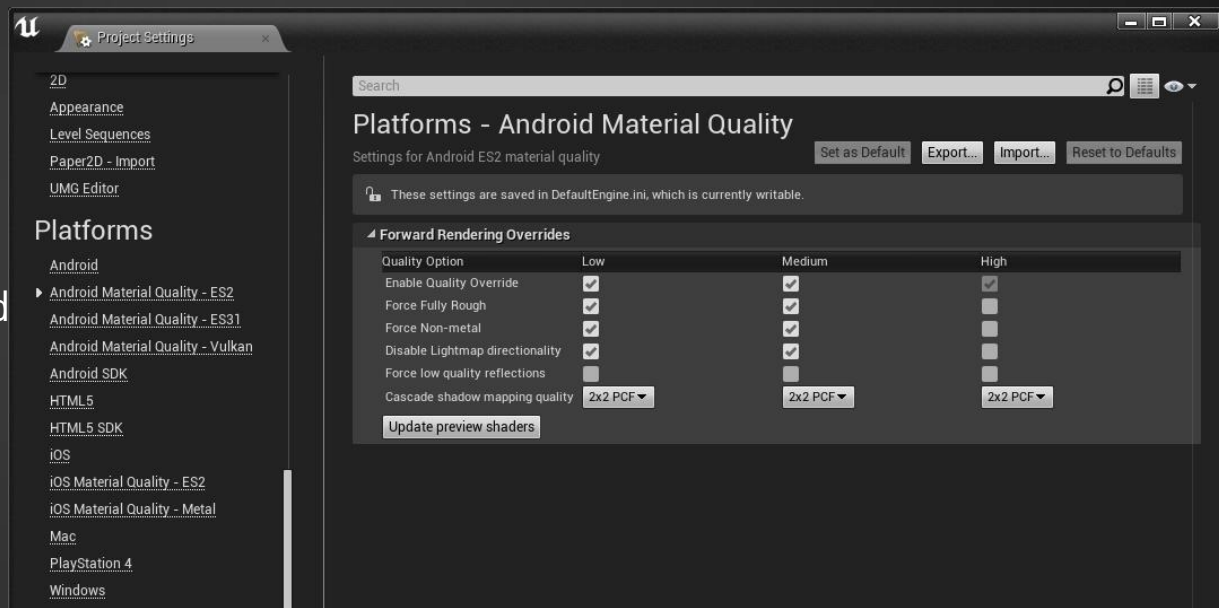 Project Settings
2D
Appearance
Level Sequences
Paper2D - Import
UMG Editor
Platforms
Android
Android Material Quality - ES2
Android Material Quality - ES31
Android Material Quality - Vulkan
Android SDK
HTML5
HTML5 SDK
iOS
iOS Material Quality - ES2
iOS Material Quality - Metal
Mac
PlayStation 4
Windows
Search
Platforms - Android Material Quality
Settings for Android ES2 material quality
Set as Default Export... Import... Reset to Defaults
These settings are saved in DefaultEngine.ini, which is currently writable.
Forward Rendering Overrides
Quality Option Low Medium High
Enable Quality Override
Force Fully Rough
Force Non-metal
Disable Lightmap directionality
Force low quality reflections
Cascade shadow mapping quality 2x2 PCF 2x2 PCF 2x2 PCF
Update preview shaders